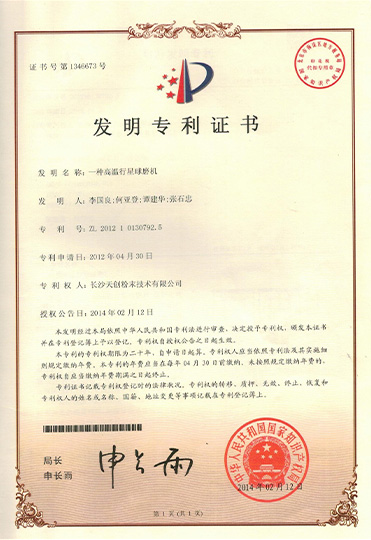 证书号第1346673号
发明专利证书
发明名称：一种高温行星球磨机
发明人：李国良;何亚登;谭建华;张石忠
专利号：ZL 2012 1 0130792.5
专利申请日：2012年04月30日
专利权人：长沙天创粉末技术有限公司
授权公告日：2014年02月12日
本发明经过本局依照中华人民共和国专利法进行审查，决定授予专利权，颁发本证书
并在专利登记簿上予以登记。专利权自授权公告之日起生效。
本专利的专利权期限为二十年，自申请日起算。专利权人应当依照专利法及其实施细
则规定缴纳年费。本专利的年费应当在每年04月30日前缴纳。未按照规定缴纳年费的，
专利权自应当缴纳年费期满之日起终止。
专利证书记载专利权登记时的法律状况。专利权的转移、质押、无效、终止、恢复和
专利权人的姓名或名称、国籍、地址变更等事项记载在专利登记簿上。
局长
申长雨
申长雨
中华人民共和国国家知识产权局
2014年02月12日
第1页(共1页)